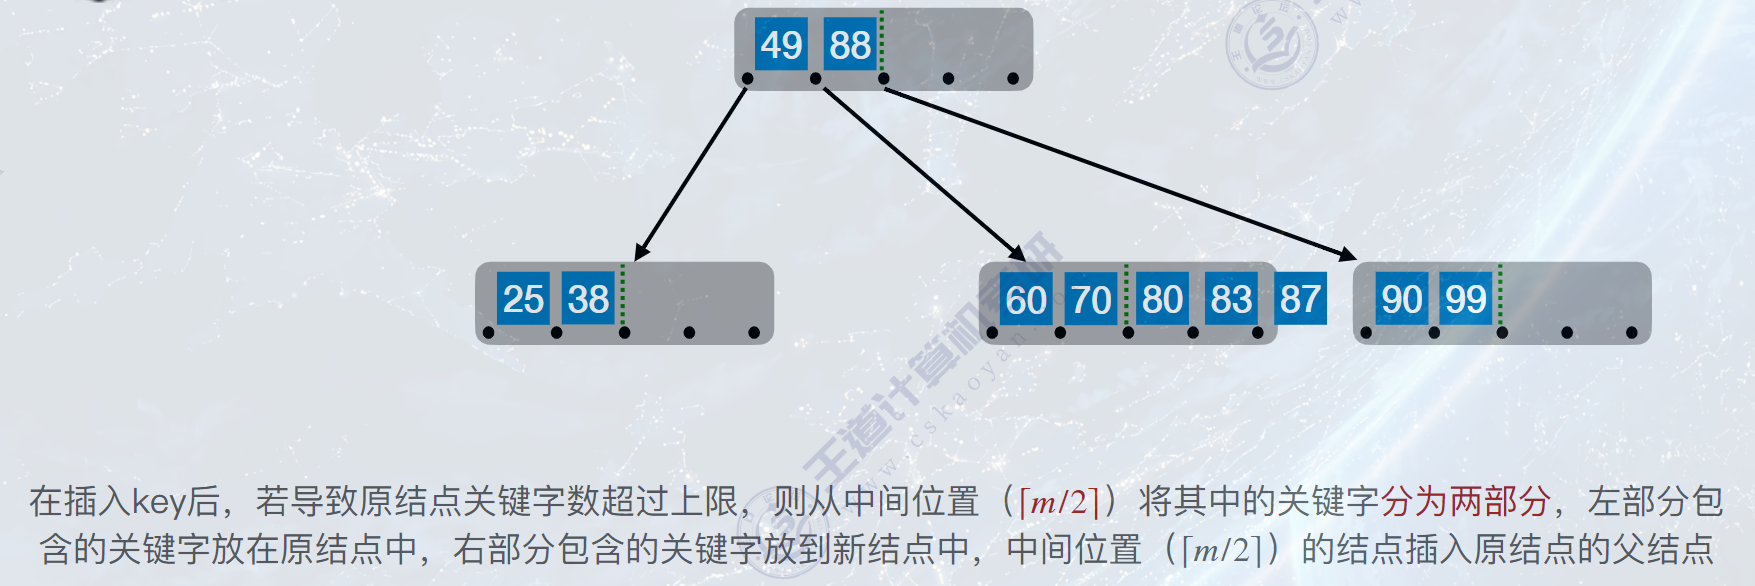 49 88
25 38 60 70 80 83 87 90 99
王道计算机考研
www.cskaoyan.co
在插入key后，若导致原结点关键字数超过上限，则从中间位置（⌈m/2⌉）将其中的关键字分为两部分，左部分包
含的关键字放在原结点中，右部分包含的关键字放到新结点中，中间位置（⌈m/2⌉）的结点插入原结点的父结点